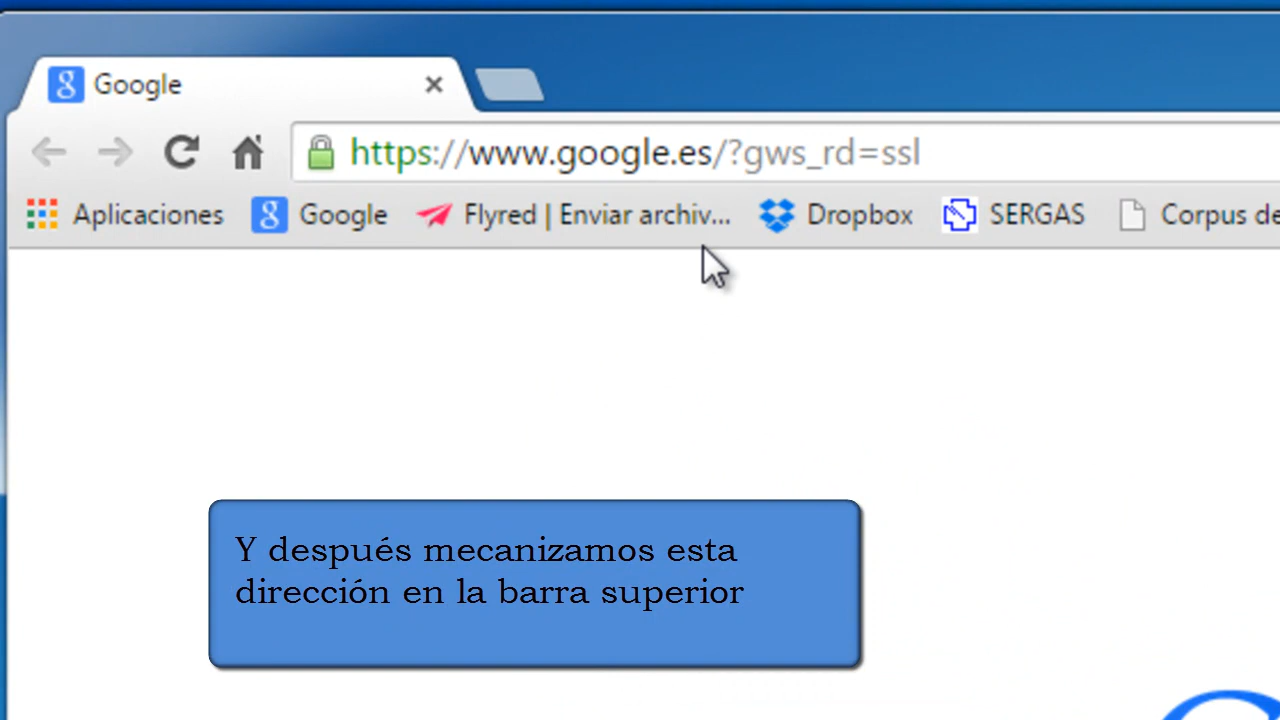 Google
https://www.google.es/?gws_rd=ssl
Aplicaciones Google Flyred | Enviar archiv... Dropbox SERGAS Corpus de
Y después mecanizamos esta
dirección en la barra superior